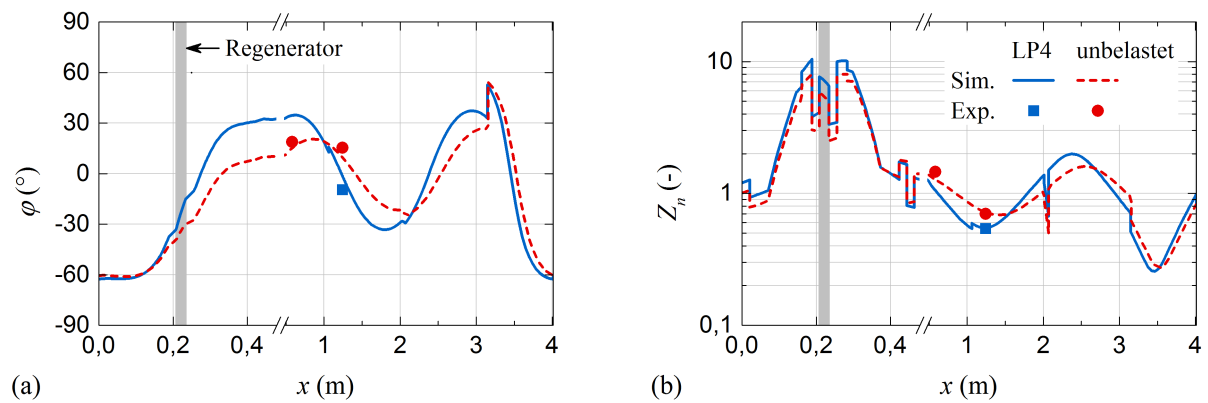 90
60
30
0
-30
-60
-90
φ (°)
Regenerator
0,0 0,2 0,4 1 2 3 4
(a) x (m)
10
1
0,1
Zn (-)
LP4 unbelastet
Sim.
Exp.
0,0 0,2 0,4 1 2 3 4
(b) x (m)